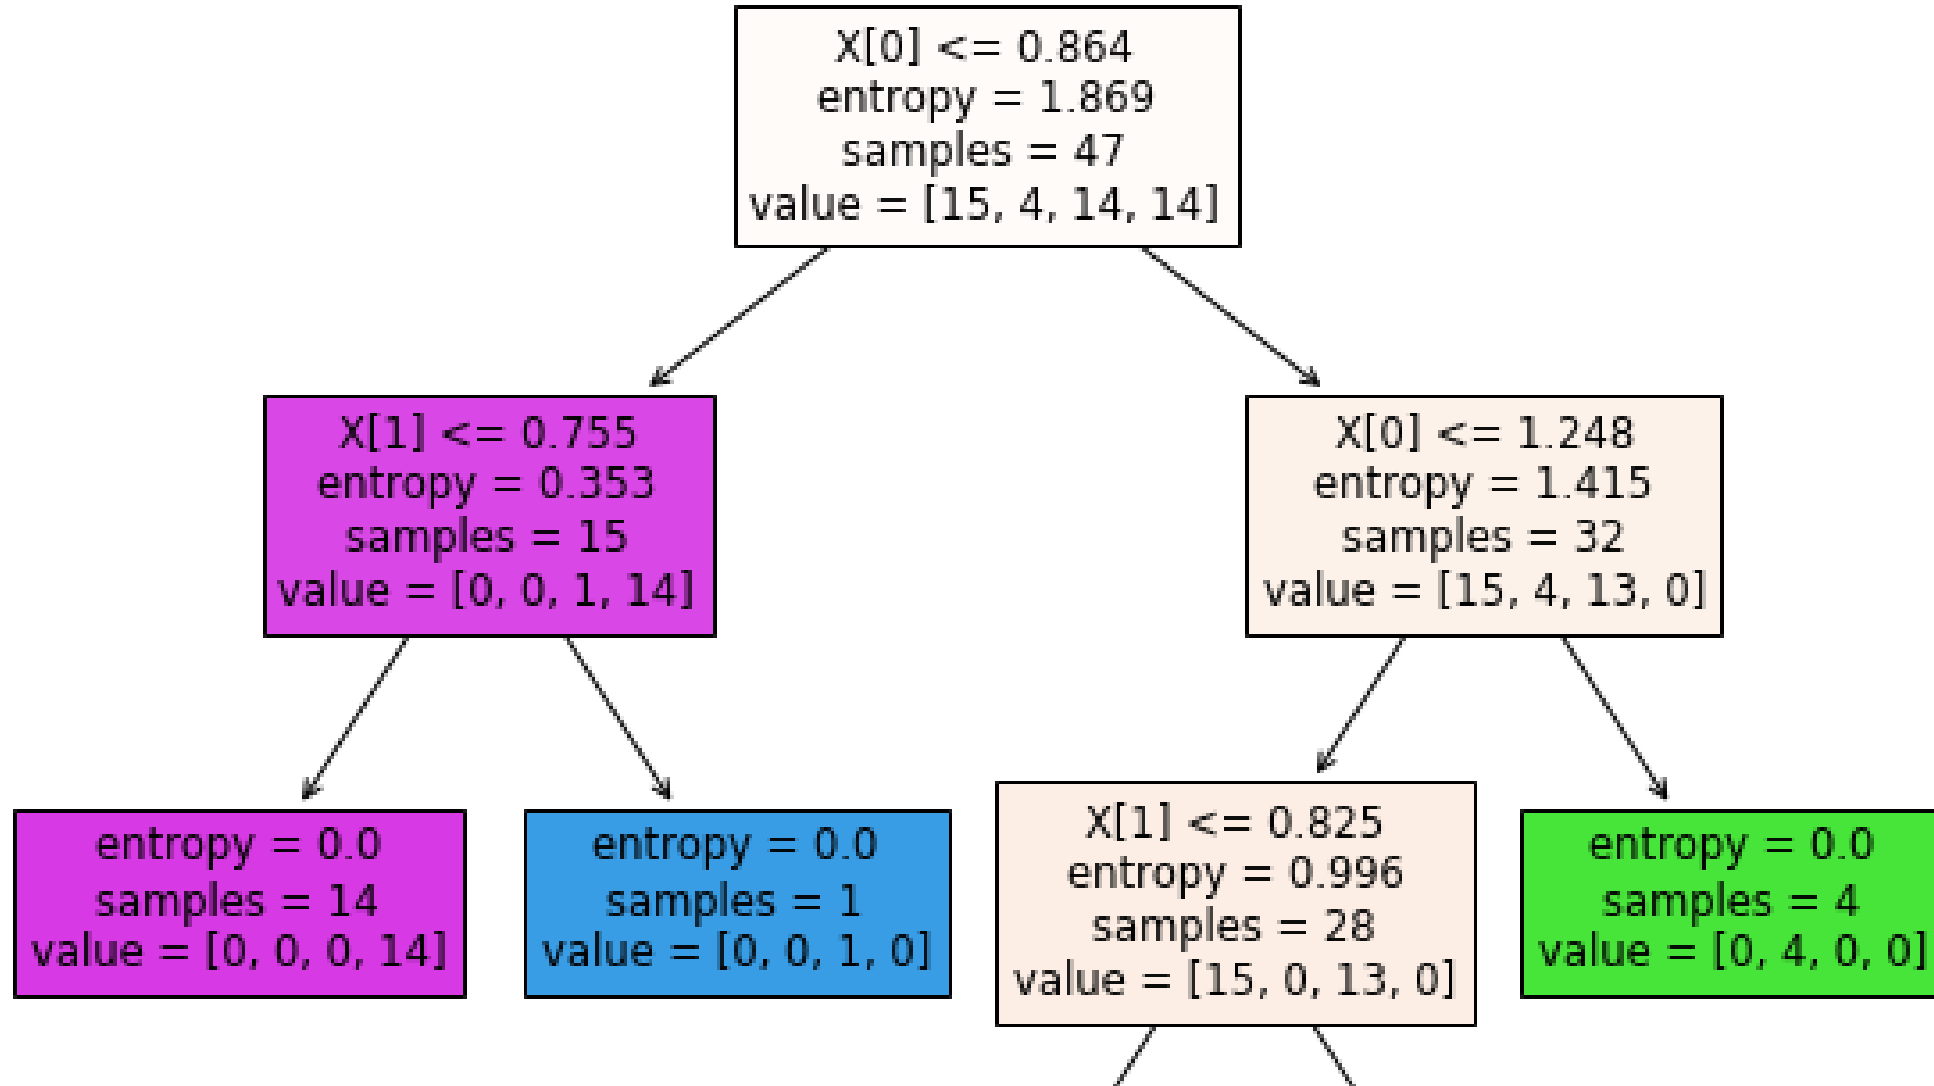 X[0] <= 0.864
entropy = 1.869
samples = 47
value = [15, 4, 14, 14]
X[1] <= 0.755
entropy = 0.353
samples = 15
value = [0, 0, 1, 14]
X[0] <= 1.248
entropy = 1.415
samples = 32
value = [15, 4, 13, 0]
entropy = 0.0
samples = 14
value = [0, 0, 0, 14]
entropy = 0.0
samples = 1
value = [0, 0, 1, 0]
X[1] <= 0.825
entropy = 0.996
samples = 28
value = [15, 0, 13, 0]
entropy = 0.0
samples = 4
value = [0, 4, 0, 0]